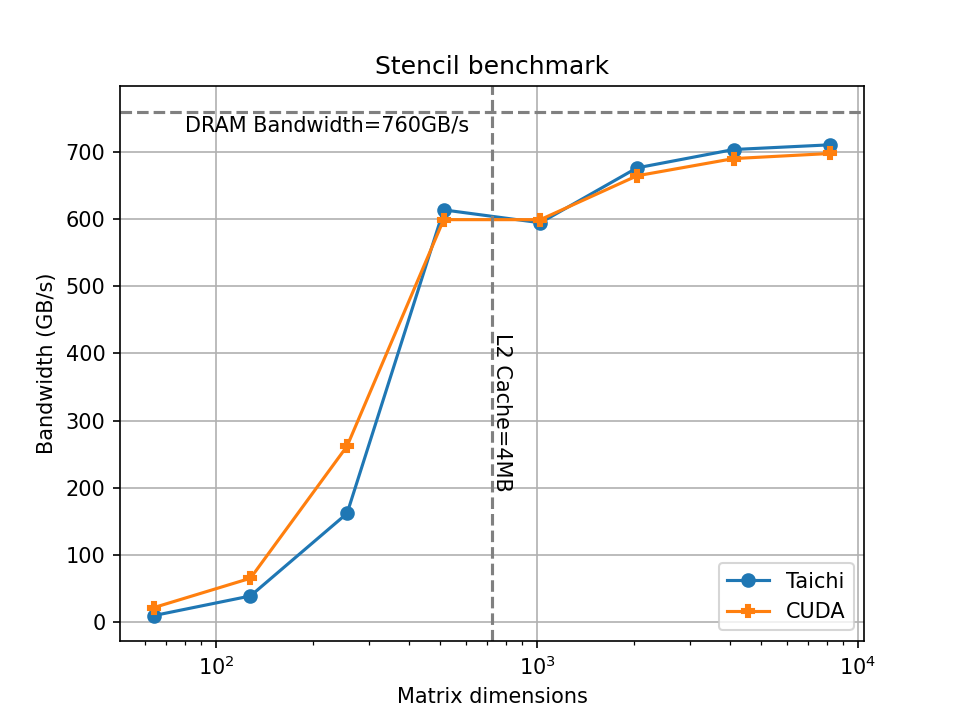 Stencil benchmark
DRAM Bandwidth=760GB/s
L2 Cache=4MB
Bandwidth (GB/s)
700
600
500
400
300
200
100
0
10²
10³
10⁴
Matrix dimensions
Taichi
CUDA